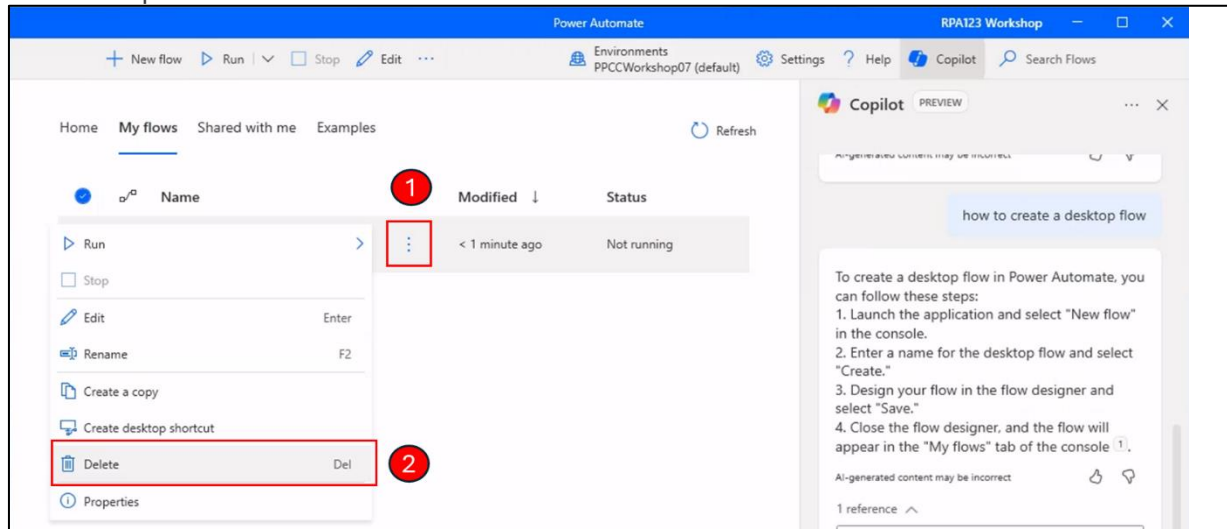 Power Automate
RPA123 Workshop
New flow Run Stop Edit ...
Environments
PPCCWorkshop07 (default)
Settings ? Help Copilot Search Flows
Home My flows Shared with me Examples
Refresh
Name
1
Modified ↓ Status
< 1 minute ago Not running
Run
Stop
Edit Enter
Rename F2
Create a copy
Create desktop shortcut
Delete Del
2
Properties
Copilot PREVIEW
AI-generated content may be incorrect
how to create a desktop flow
To create a desktop flow in Power Automate, you
can follow these steps:
1. Launch the application and select "New flow"
in the console.
2. Enter a name for the desktop flow and select
"Create."
3. Design your flow in the flow designer and
select "Save."
4. Close the flow designer, and the flow will
appear in the "My flows" tab of the console 1.
AI-generated content may be incorrect
1 reference